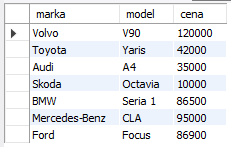 marka model cena
Volvo V90 120000
Toyota Yaris 42000
Audi A4 35000
Skoda Octavia 10000
BMW Seria 1 86500
Mercedes-Benz CLA 95000
Ford Focus 86900